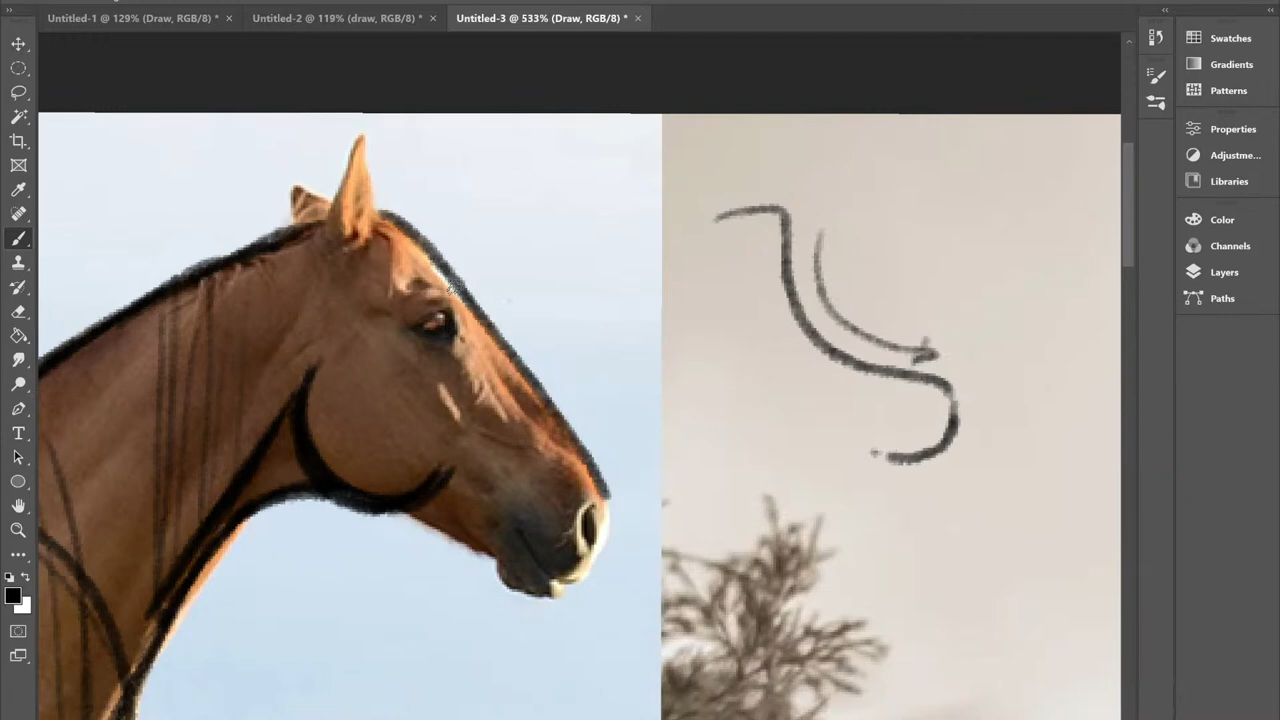 Untitled-1 @ 129% (Draw, RGB/8) *
Untitled-2 @ 119% (draw, RGB/8) *
Untitled-3 @ 533% (Draw, RGB/8) *
Swatches
Gradients
Patterns
Properties
Adjustme...
Libraries
Color
Channels
Layers
Paths